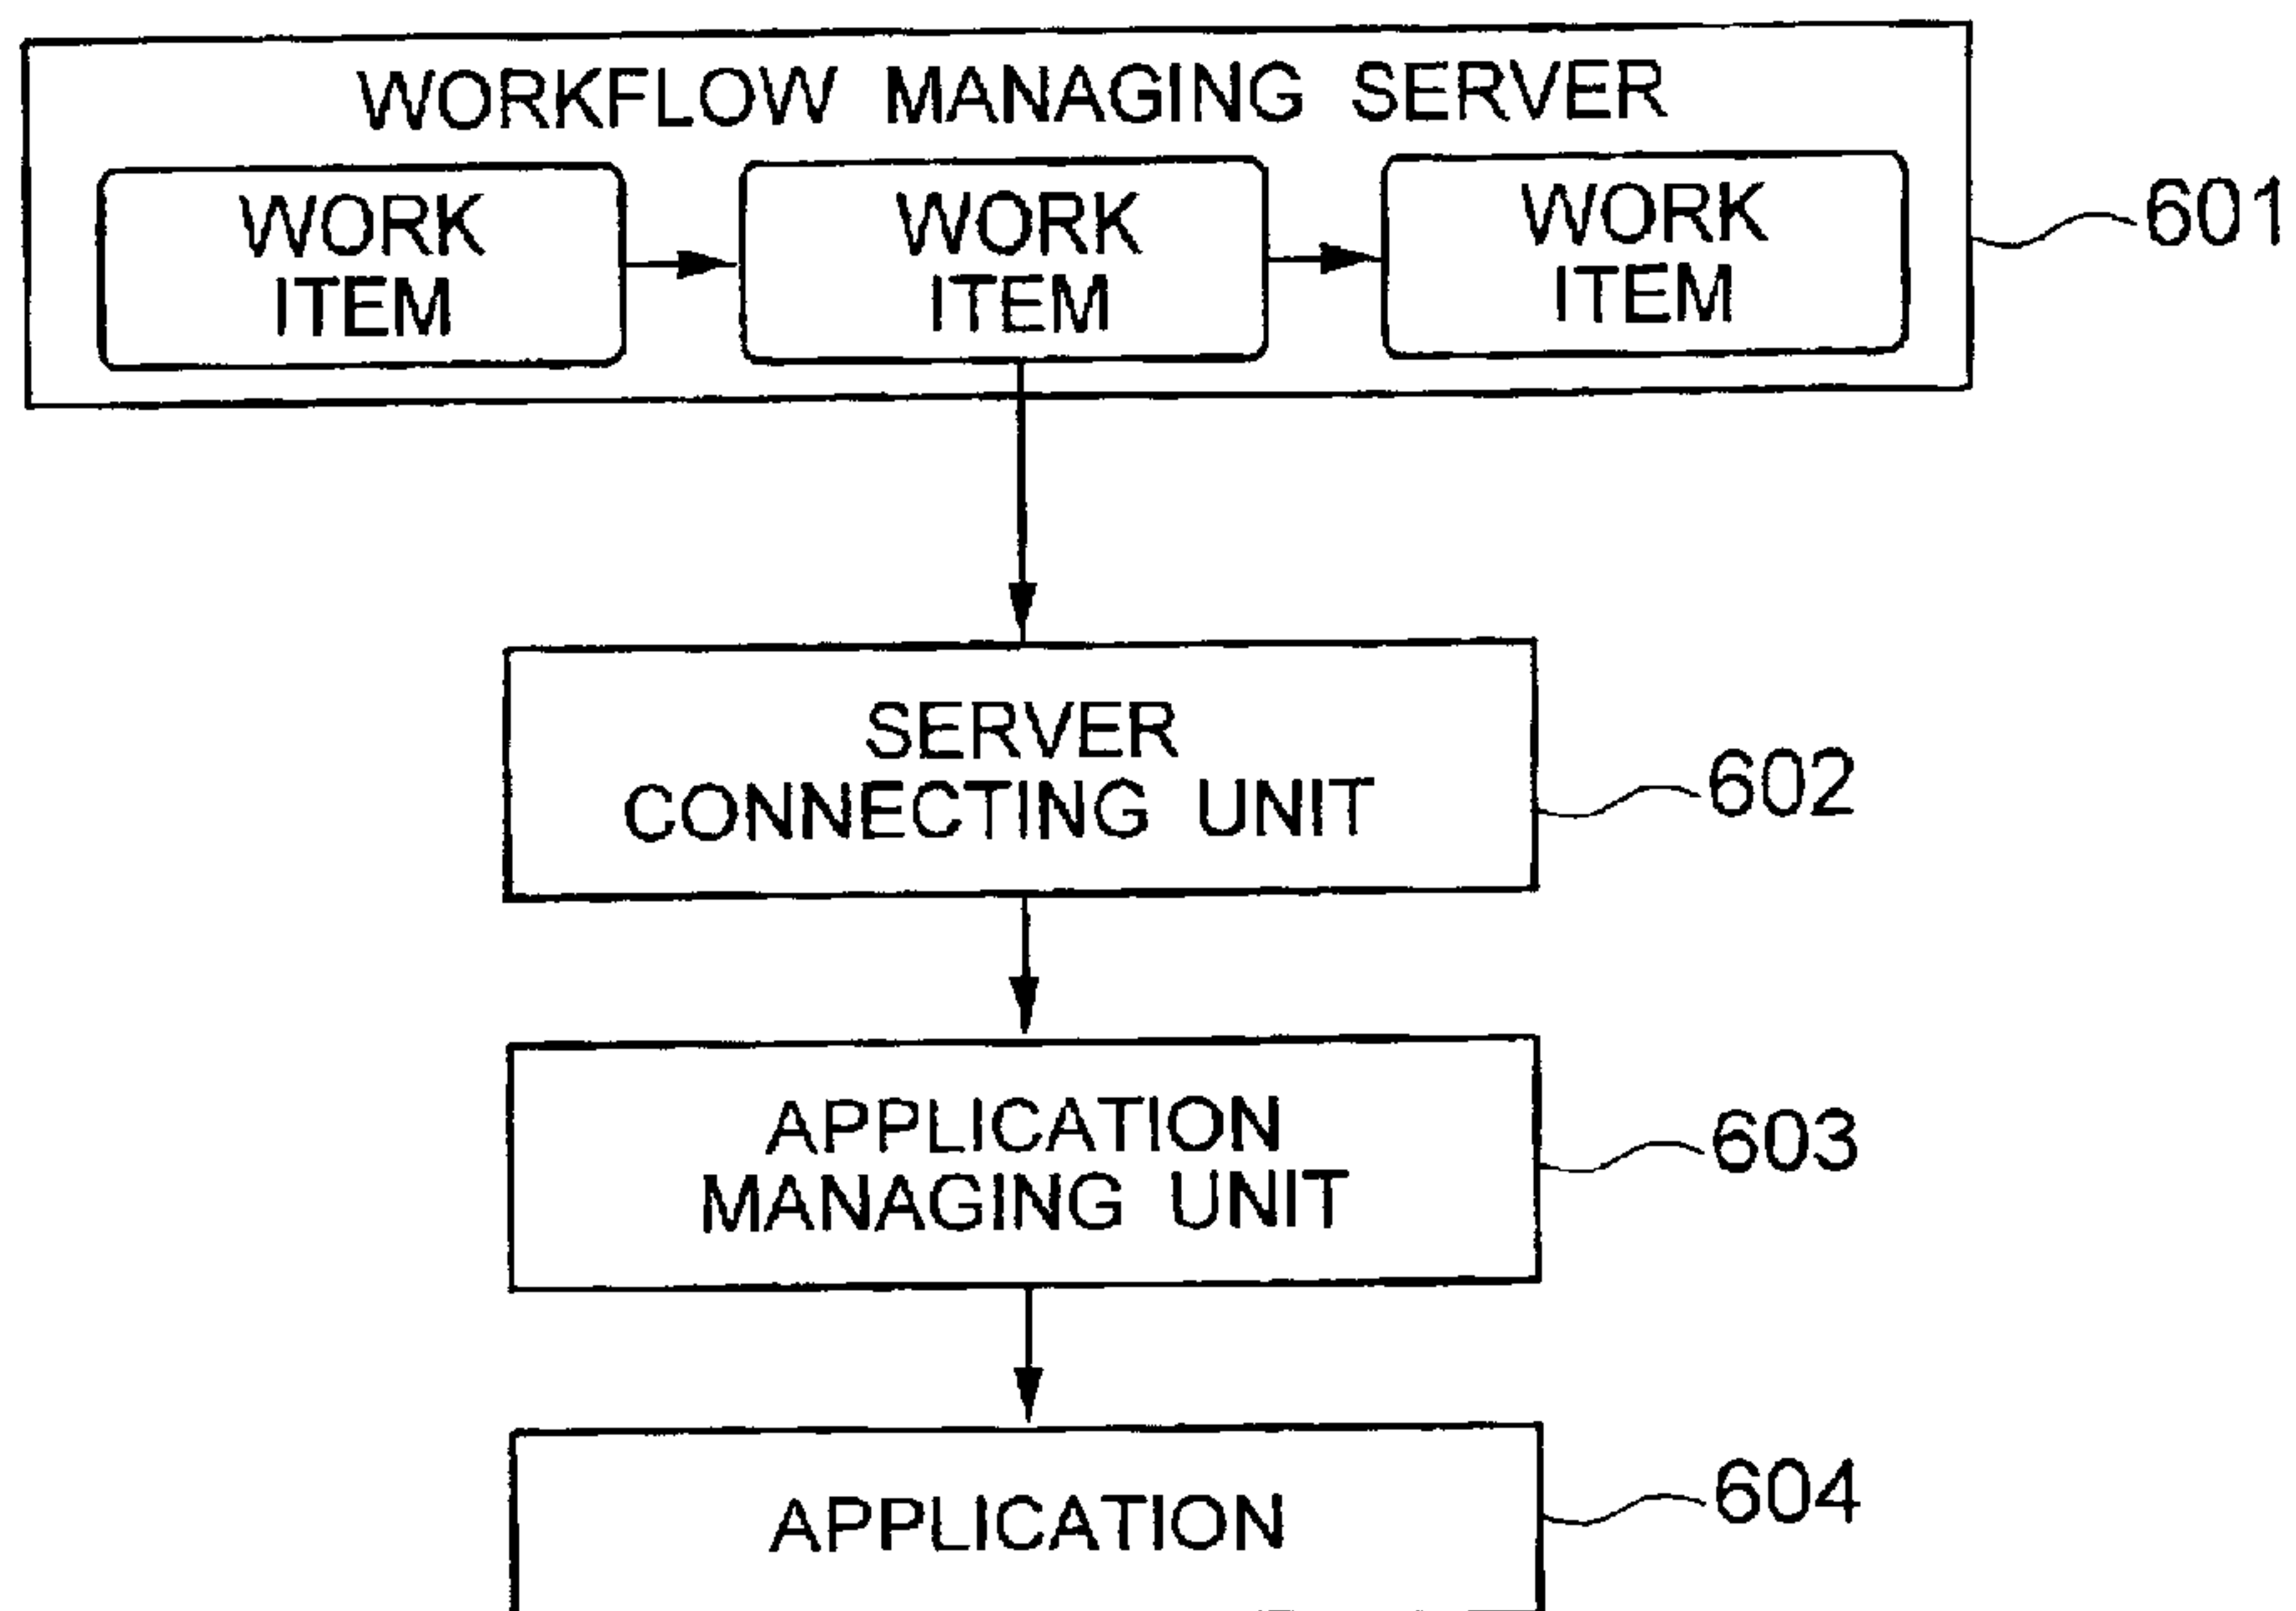 WORKFLOW MANAGING SERVER
WORK
ITEM
WORK
ITEM
WORK
ITEM
601
SERVER
CONNECTING UNIT
602
APPLICATION
MANAGING UNIT
603
APPLICATION
604